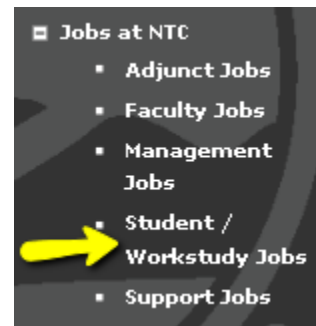 Jobs at NTC
Adjunct Jobs
Faculty Jobs
Management
Jobs
Student /
Workstudy Jobs
Support Jobs